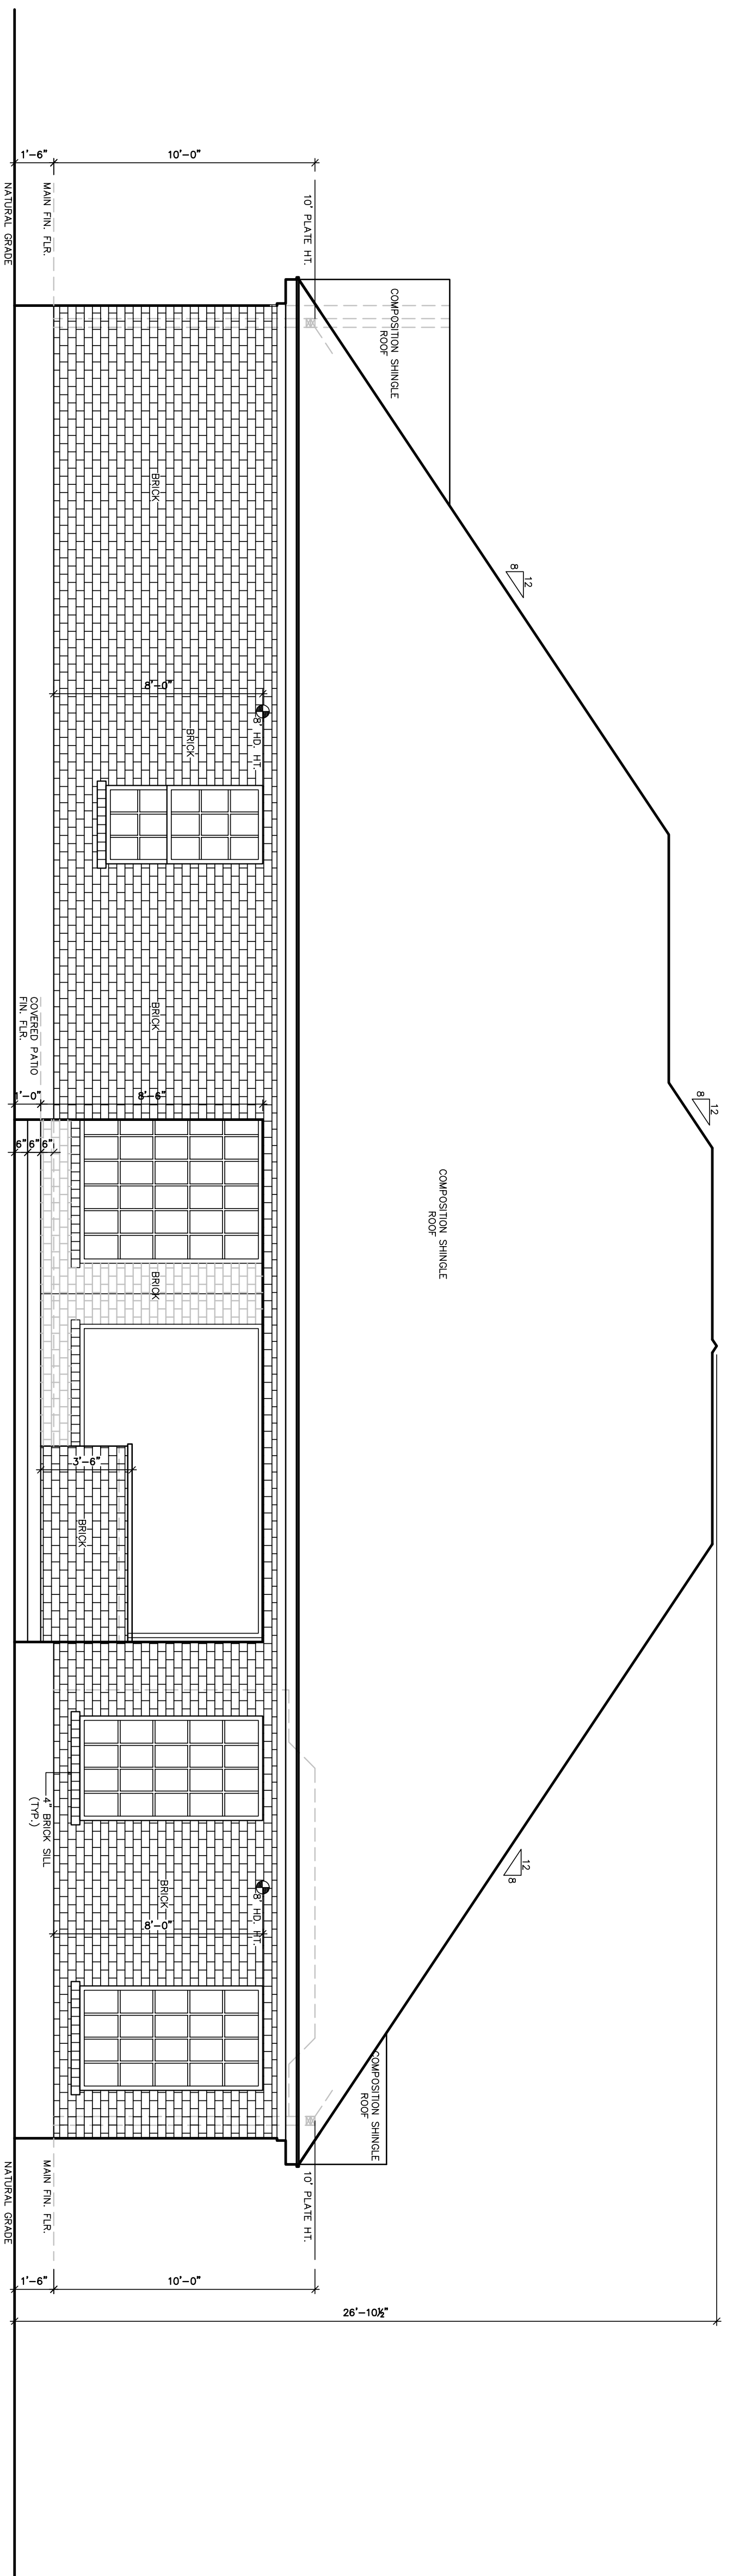 26'-10½"
12
8
12
8
12
8
COMPOSITION SHINGLE
ROOF
COMPOSITION SHINGLE
ROOF
COMPOSITION SHINGLE
ROOF
10' PLATE HT.
10' PLATE HT.
10'-0"
10'-0"
8' HD. HT.
8' HD. HT.
8'-0"
8'-6"
8'-0"
BRICK
BRICK
BRICK
BRICK
BRICK
BRICK
3'-6"
4" BRICK SILL
(TYP.)
MAIN FIN. FLR.
MAIN FIN. FLR.
COVERED PATIO
FIN. FLR.
1'-6"
1'-0"
6"
6"
6"
1'-6"
NATURAL GRADE
NATURAL GRADE